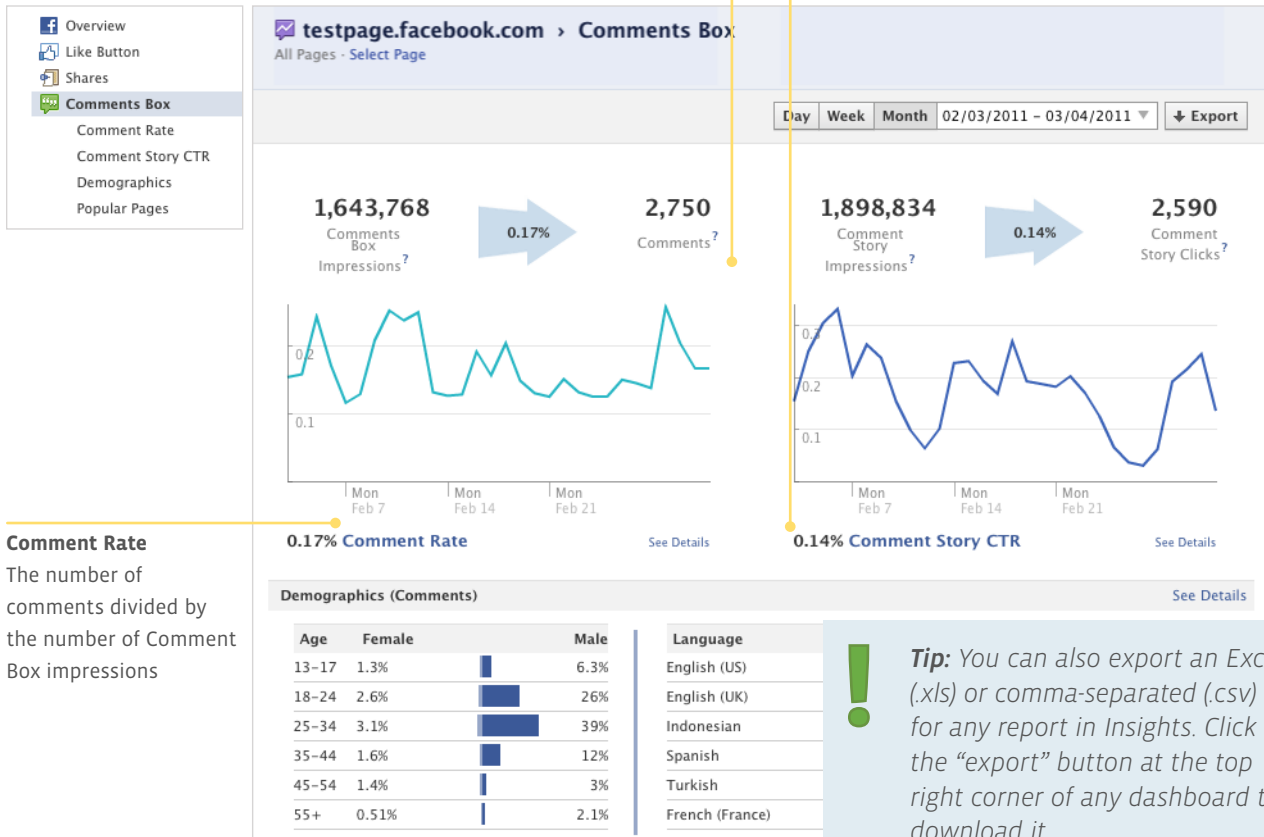 Overview
Like Button
Shares
Comments Box
Comment Rate
Comment Story CTR
Demographics
Popular Pages
testpage.facebook.com › Comments Box
All Pages · Select Page
Day Week Month 02/03/2011 – 03/04/2011 Export
1,643,768
Comments
Box
Impressions?
0.17%
2,750
Comments?
1,898,834
Comment
Story
Impressions?
0.14%
2,590
Comment
Story Clicks?
0.2
0.1
Mon Mon Mon
Feb 7 Feb 14 Feb 21
0.3
0.2
0.1
Mon Mon Mon
Feb 7 Feb 14 Feb 21
0.17% Comment Rate See Details
0.14% Comment Story CTR See Details
Comment Rate
The number of
comments divided by
the number of Comment
Box impressions
Demographics (Comments) See Details
Age Female Male
13–17 1.3% 6.3%
18–24 2.6% 26%
25–34 3.1% 39%
35–44 1.6% 12%
45–54 1.4% 3%
55+ 0.51% 2.1%
Language
English (US)
English (UK)
Indonesian
Spanish
Turkish
French (France)
Tip: You can also export an
(.xls) or comma-separated (.csv)
for any report in Insights. Click
the “export” button at the top
right corner of any dashboard
download it